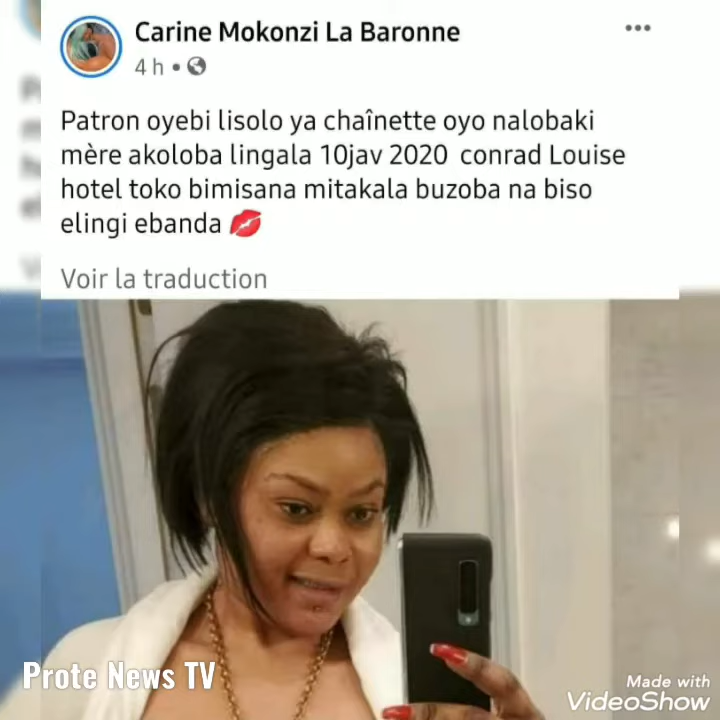 Carine Mokonzi La Baronne
4 h
Patron oyebi lisolo ya chaînette oyo nalobaki
mère akoloba lingala 10jav 2020 conrad Louise
hotel toko bimisana mitakala buzoba na biso
elingi ebanda 💋
Voir la traduction
Prote News TV
Made with
VideoShow